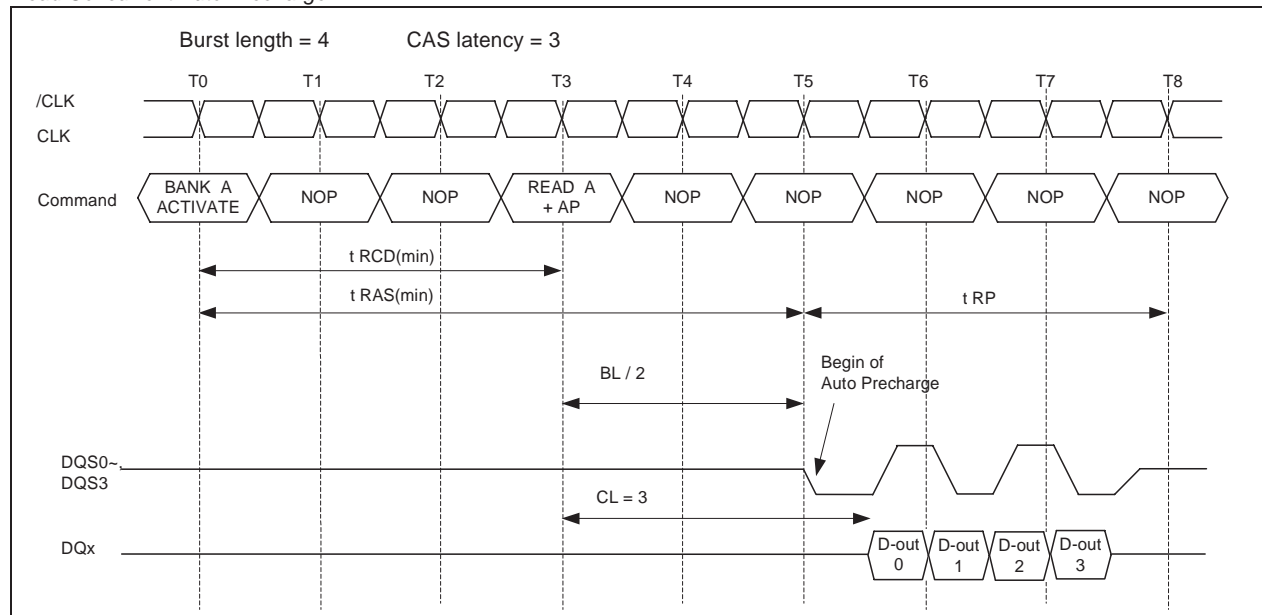 Burst length = 4 CAS latency = 3
T0 T1 T2 T3 T4 T5 T6 T7 T8
/CLK
CLK
Command
BANK A
ACTIVATE
NOP
NOP
READ A
+ AP
NOP
NOP
NOP
NOP
NOP
t RCD(min)
t RAS(min)
t RP
BL / 2
Begin of
Auto Precharge
DQS0~.
DQS3
CL = 3
DQx
D-out
0
D-out
1
D-out
2
D-out
3